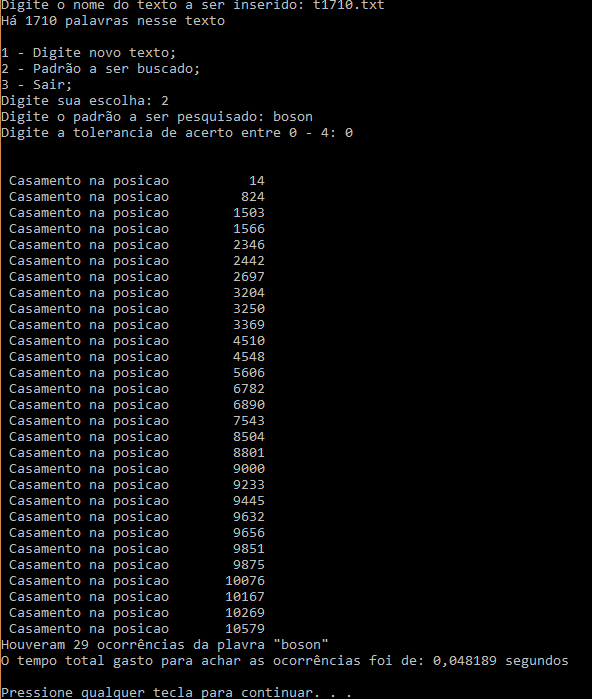 Digite o nome do texto a ser inserido: t1710.txt
Há 1710 palavras nesse texto
1 - Digite novo texto;
2 - Padrão a ser buscado;
3 - Sair;
Digite sua escolha: 2
Digite o padrão a ser pesquisado: boson
Digite a tolerancia de acerto entre 0 - 4: 0
Casamento na posicao 14
Casamento na posicao 824
Casamento na posicao 1503
Casamento na posicao 1566
Casamento na posicao 2346
Casamento na posicao 2442
Casamento na posicao 2697
Casamento na posicao 3204
Casamento na posicao 3250
Casamento na posicao 3369
Casamento na posicao 4510
Casamento na posicao 4548
Casamento na posicao 5606
Casamento na posicao 6782
Casamento na posicao 6890
Casamento na posicao 7543
Casamento na posicao 8504
Casamento na posicao 8801
Casamento na posicao 9000
Casamento na posicao 9233
Casamento na posicao 9445
Casamento na posicao 9632
Casamento na posicao 9656
Casamento na posicao 9851
Casamento na posicao 9875
Casamento na posicao 10076
Casamento na posicao 10167
Casamento na posicao 10269
Casamento na posicao 10579
Houveram 29 ocorrências da plavra "boson"
O tempo total gasto para achar as ocorrências foi de: 0,048189 segundos
Pressione qualquer tecla para continuar. . .